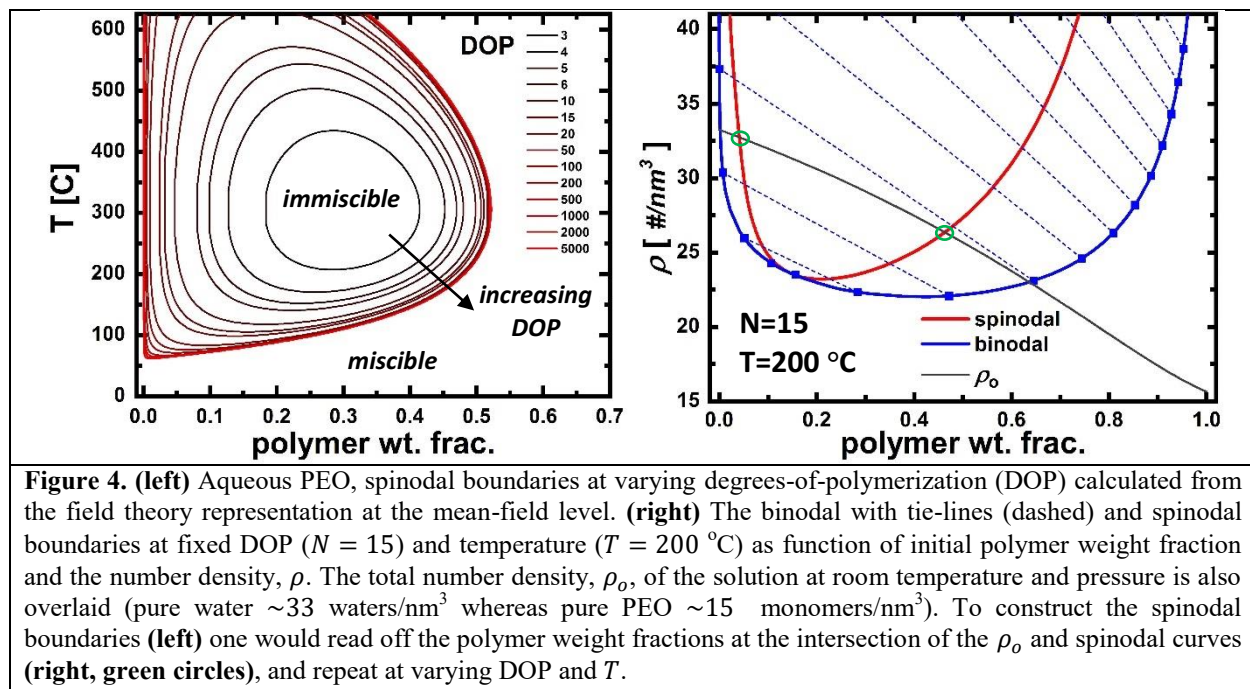 600
500
400
300
200
100
0
T [C]
DOP
3
4
5
6
10
15
20
50
100
200
500
1000
2000
5000
immiscible
increasing
DOP
miscible
0.0 0.1 0.2 0.3 0.4 0.5 0.6 0.7
polymer wt. frac.
40
35
30
25
20
15
ρ [ #/nm³ ]
N=15
T=200 °C
spinodal
binodal
ρₒ
0.0 0.2 0.4 0.6 0.8 1.0
polymer wt. frac.
Figure 4. (left) Aqueous PEO, spinodal boundaries at varying degrees-of-polymerization (DOP) calculated from
the field theory representation at the mean-field level. (right) The binodal with tie-lines (dashed) and spinodal
boundaries at fixed DOP (𝑁 = 15) and temperature (𝑇 = 200 ºC) as function of initial polymer weight fraction
and the number density, 𝜌. The total number density, 𝜌ₒ, of the solution at room temperature and pressure is also
overlaid (pure water ~33 waters/nm³ whereas pure PEO ~15 monomers/nm³). To construct the spinodal
boundaries (left) one would read off the polymer weight fractions at the intersection of the 𝜌ₒ and spinodal curves
(right, green circles), and repeat at varying DOP and 𝑇.